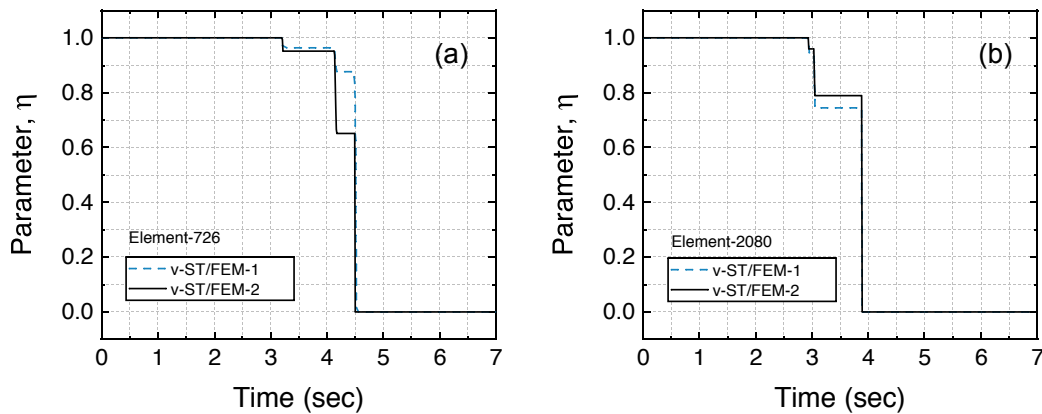 (a)
Parameter, η
1.0
0.8
0.6
0.4
0.2
0.0
Element-726
v-ST/FEM-1
v-ST/FEM-2
0 1 2 3 4 5 6 7
Time (sec)
(b)
Parameter, η
1.0
0.8
0.6
0.4
0.2
0.0
Element-2080
v-ST/FEM-1
v-ST/FEM-2
0 1 2 3 4 5 6 7
Time (sec)